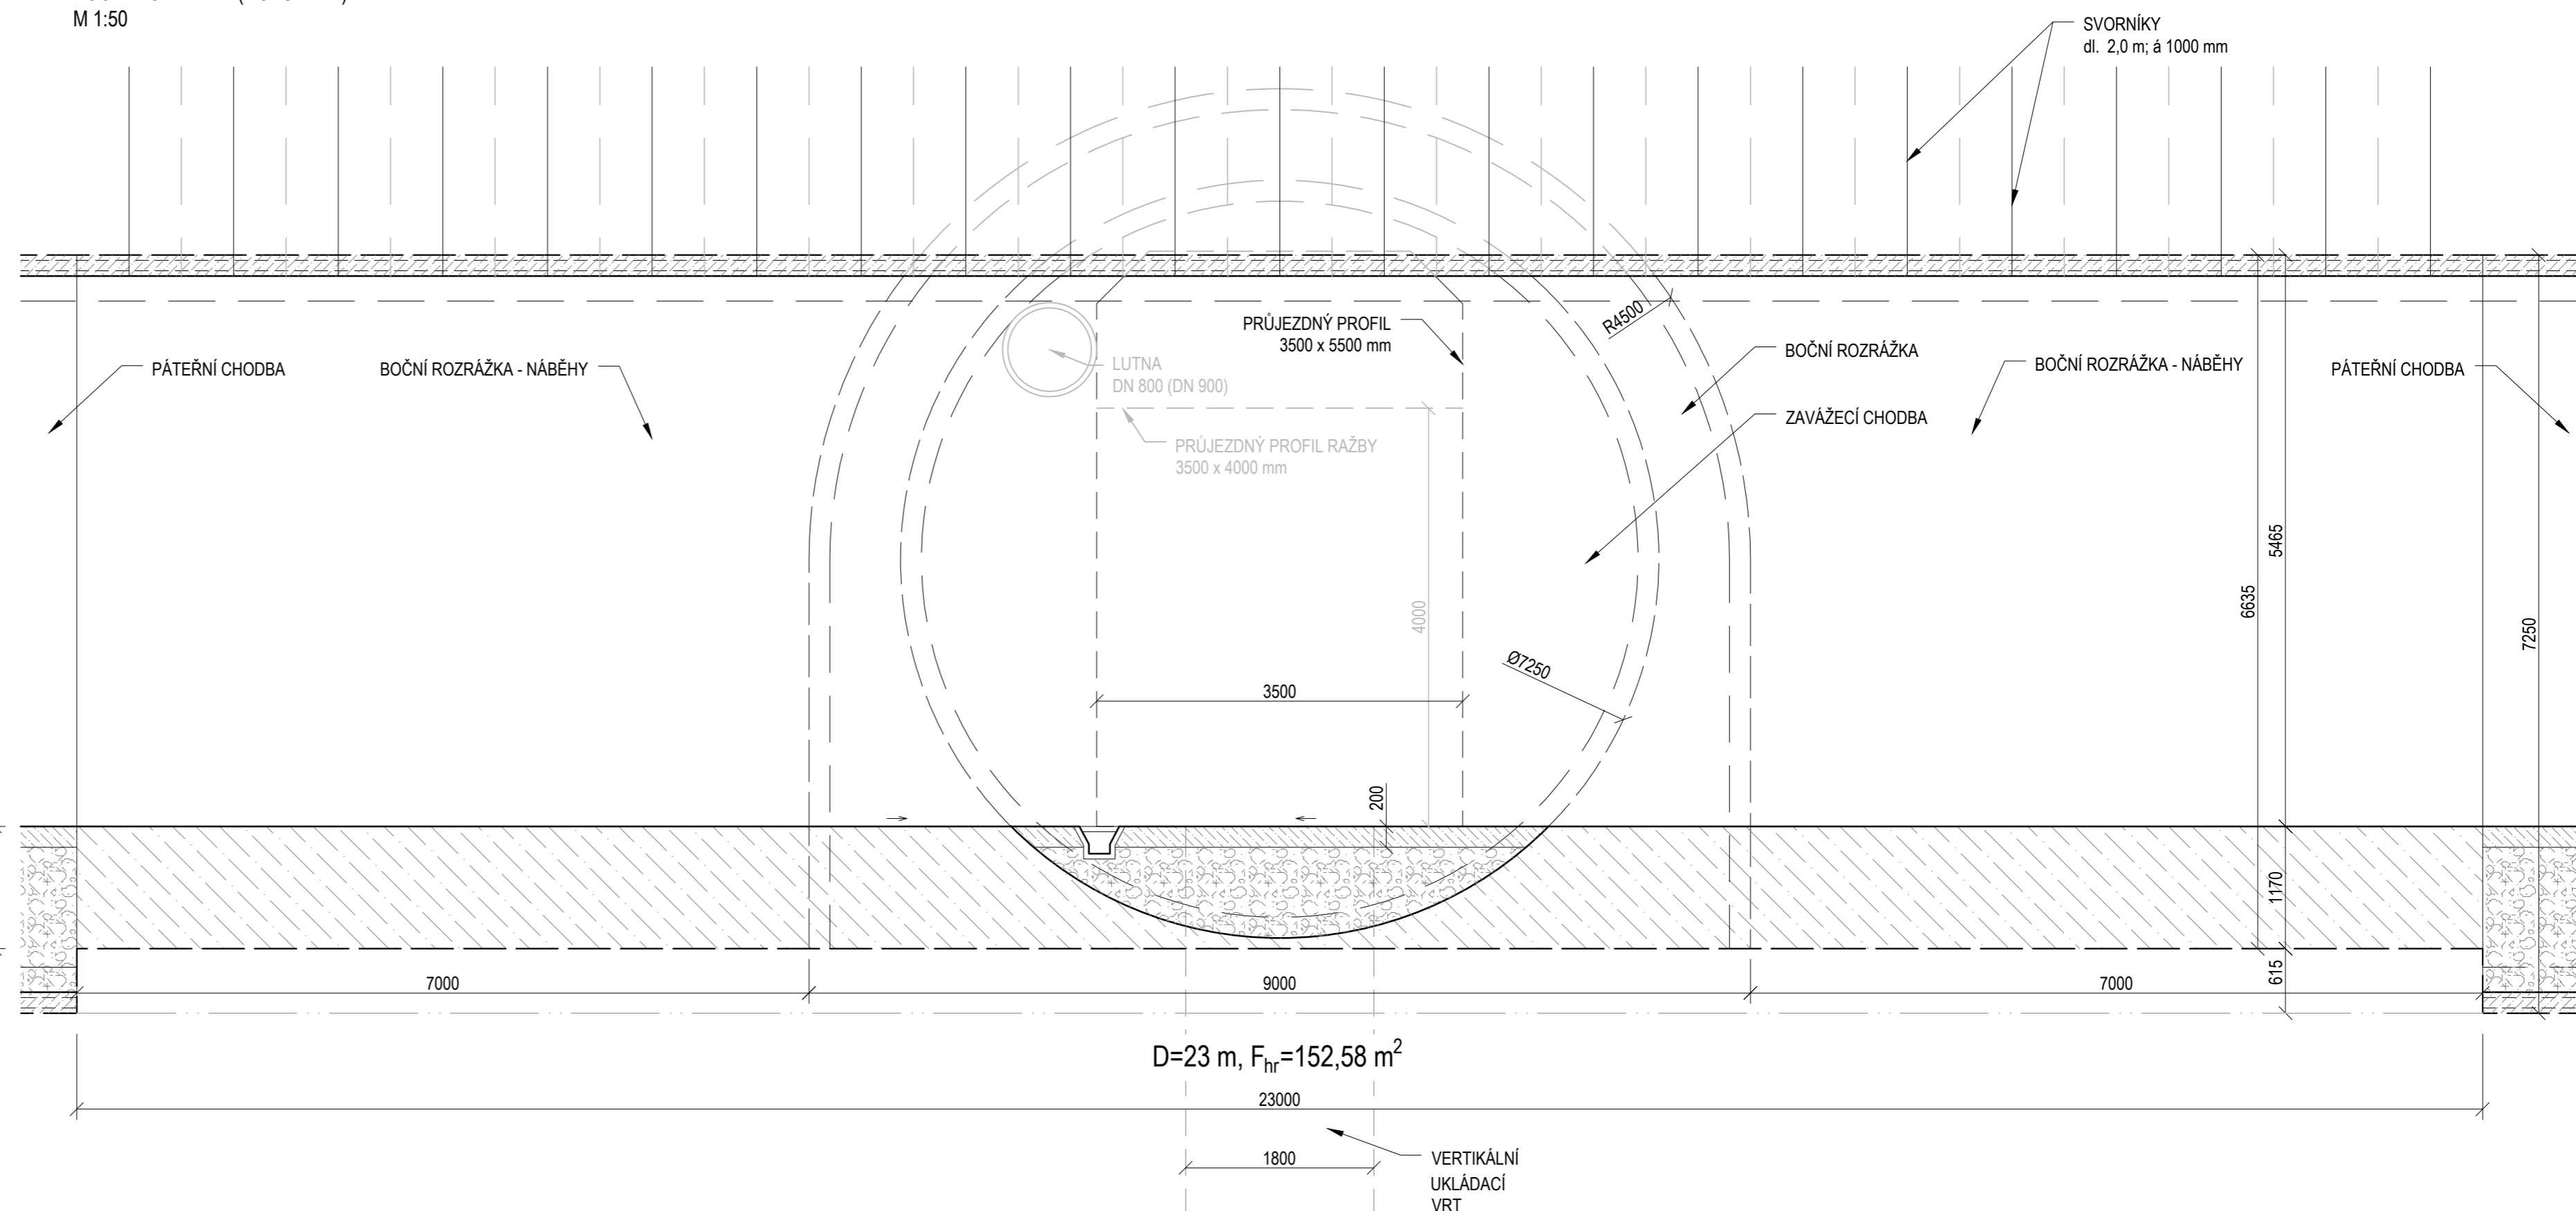 M 1:50
SVORNÍKY
dl. 2,0 m; á 1000 mm
R4500
PRŮJEZDNÝ PROFIL
3500 x 5500 mm
BOČNÍ ROZRÁŽKA
BOČNÍ ROZRÁŽKA - NÁBĚHY
PÁTEŘNÍ CHODBA
PÁTEŘNÍ CHODBA
BOČNÍ ROZRÁŽKA - NÁBĚHY
LUTNA
DN 800 (DN 900)
ZAVÁŽECÍ CHODBA
PRŮJEZDNÝ PROFIL RAŽBY
3500 x 4000 mm
5465
6635
4000
7250
Ø7250
3500
200
1170
615
7000
9000
7000
D=23 m, Fhr=152,58 m²
23000
1800
VERTIKÁLNÍ
UKLÁDACÍ
VRT